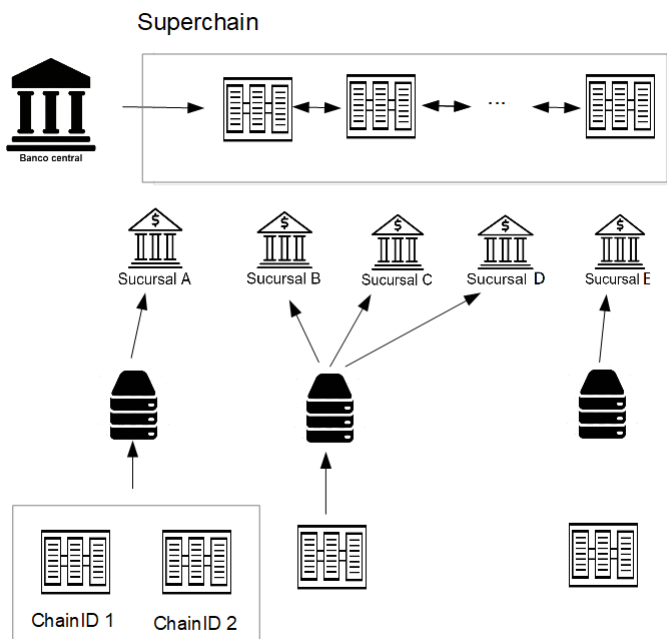 Superchain
Banco central
...
Sucursal A
Sucursal B
Sucursal C
Sucursal D
Sucursal E
ChainID 1
ChainID 2